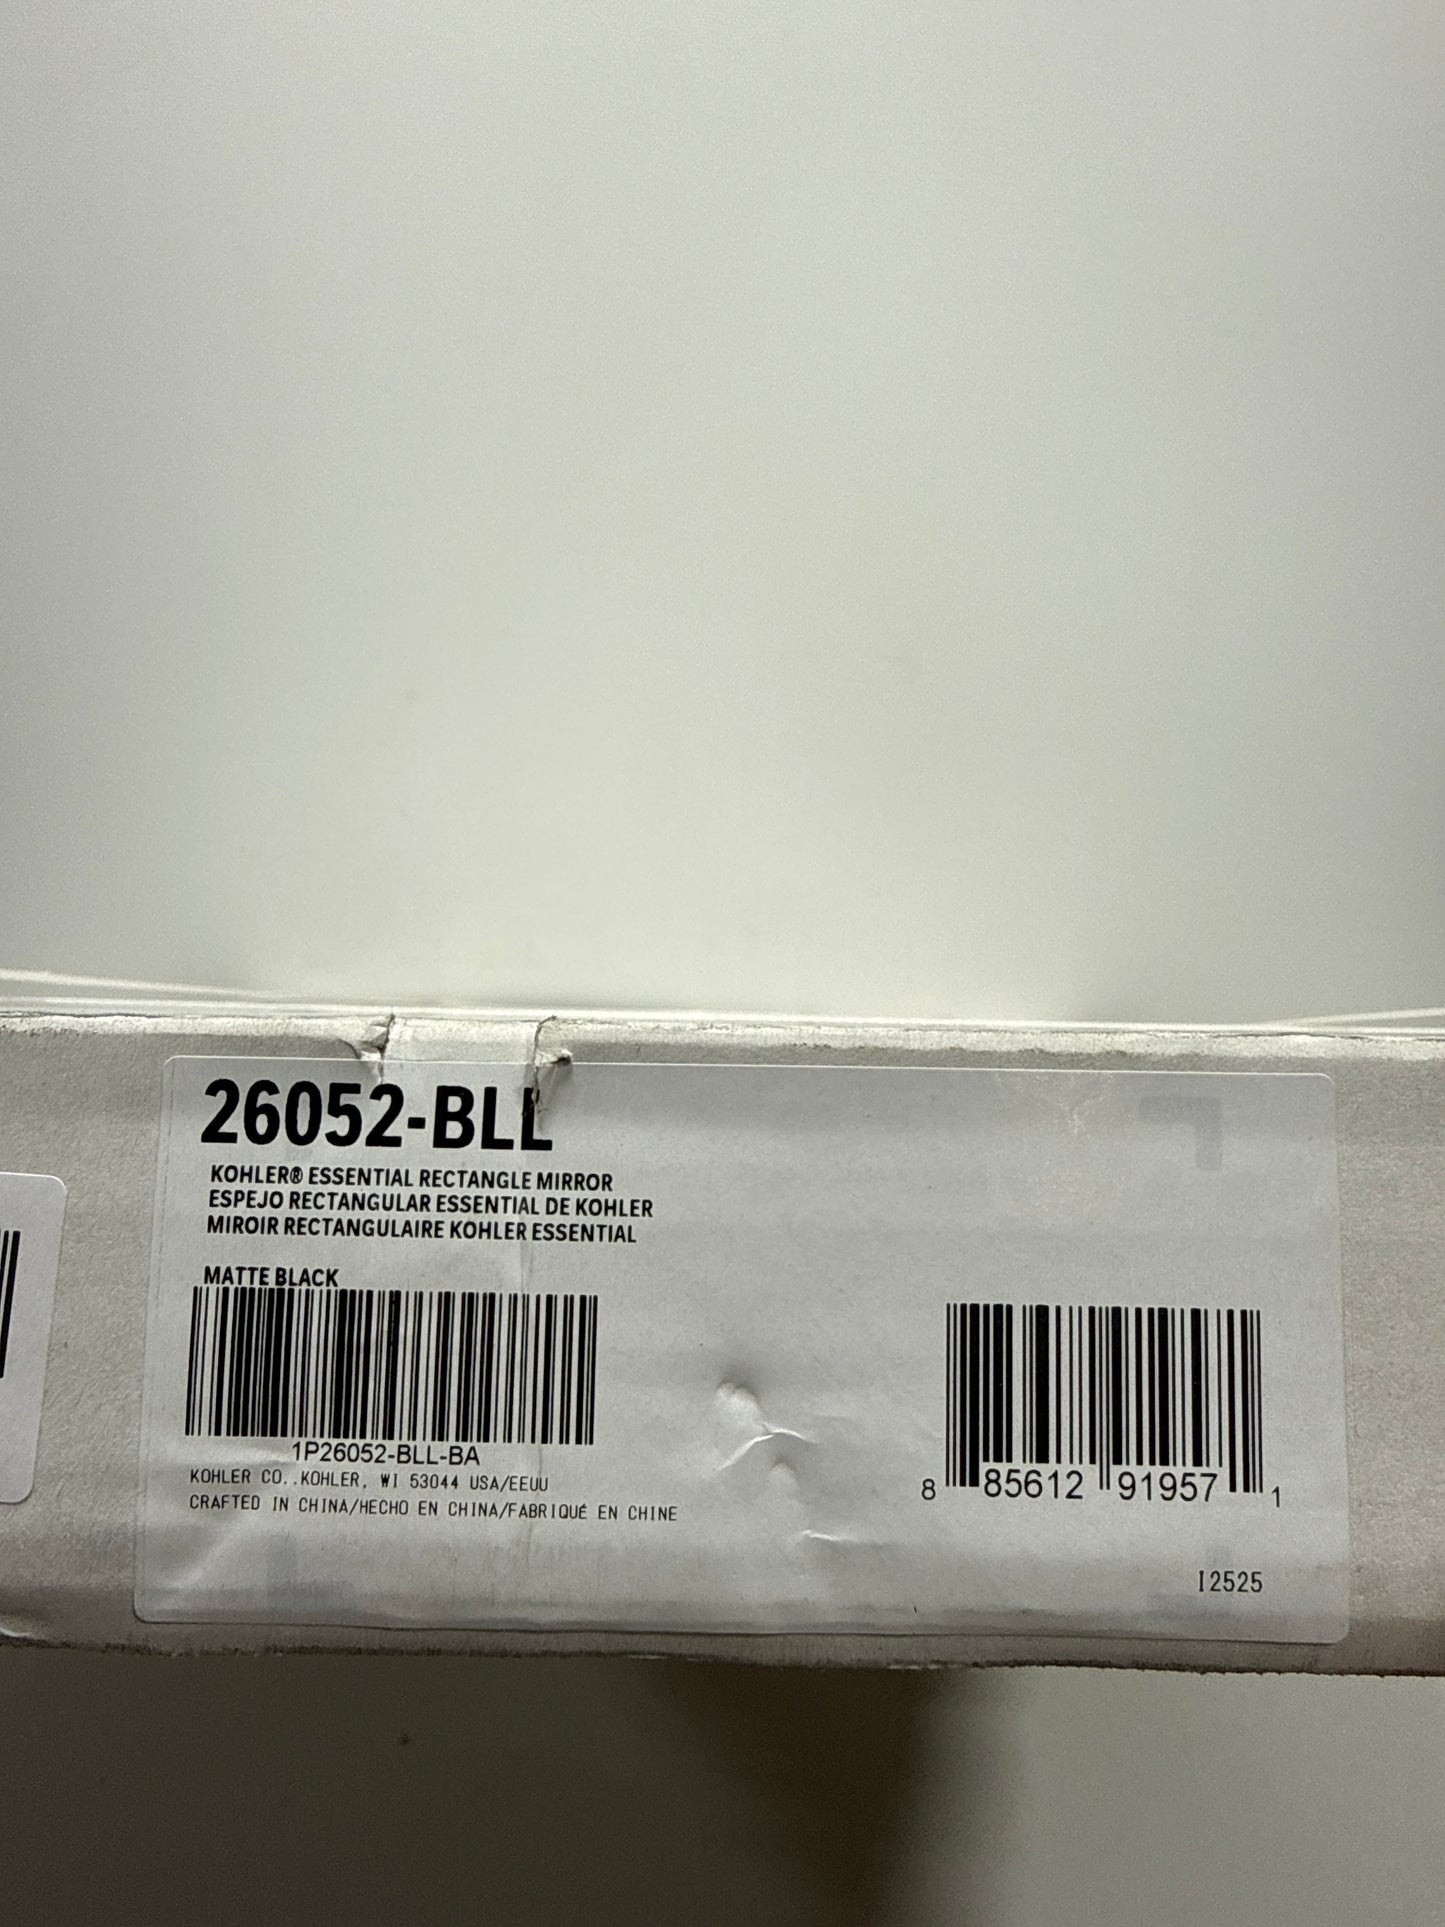 26052-BLL
KOHLER® ESSENTIAL RECTANGLE MIRROR
ESPEJO RECTANGULAR ESSENTIAL DE KOHLER
MIROIR RECTANGULAIRE KOHLER ESSENTIAL
MATTE BLACK
1P26052-BLL-BA
KOHLER CO..KOHLER, WI 53044 USA/EEUU
CRAFTED IN CHINA/HECHO EN CHINA/FABRIQUÉ EN CHINE
8 85612 91957 1
I2525